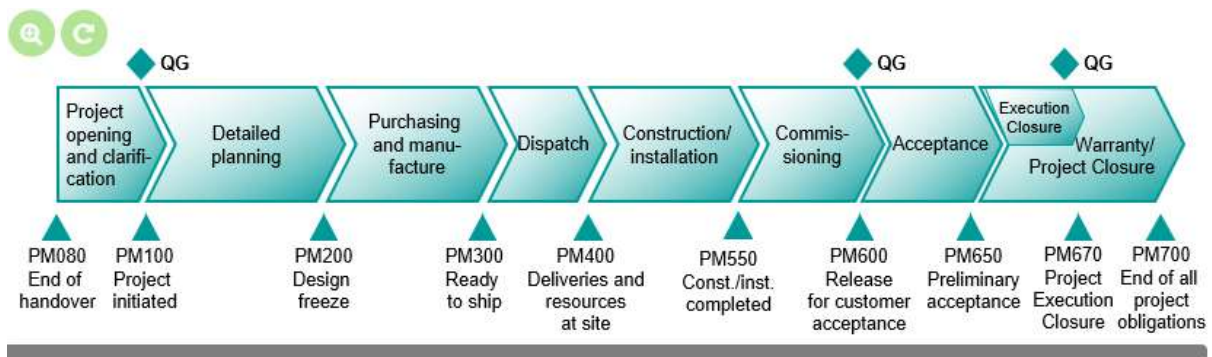 QG
QG
QG
Project
opening
and clarifi-
cation
Detailed
planning
Purchasing
and manu-
facture
Dispatch
Construction/
installation
Commis-
sioning
Acceptance
Execution
Closure
Warranty/
Project Closure
PM080
End of
handover
PM100
Project
initiated
PM200
Design
freeze
PM300
Ready
to ship
PM400
Deliveries and
resources
at site
PM550
Const./inst.
completed
PM600
Release
for customer
acceptance
PM650
Preliminary
acceptance
PM670
Project
Execution
Closure
PM700
End of all
project
obligations